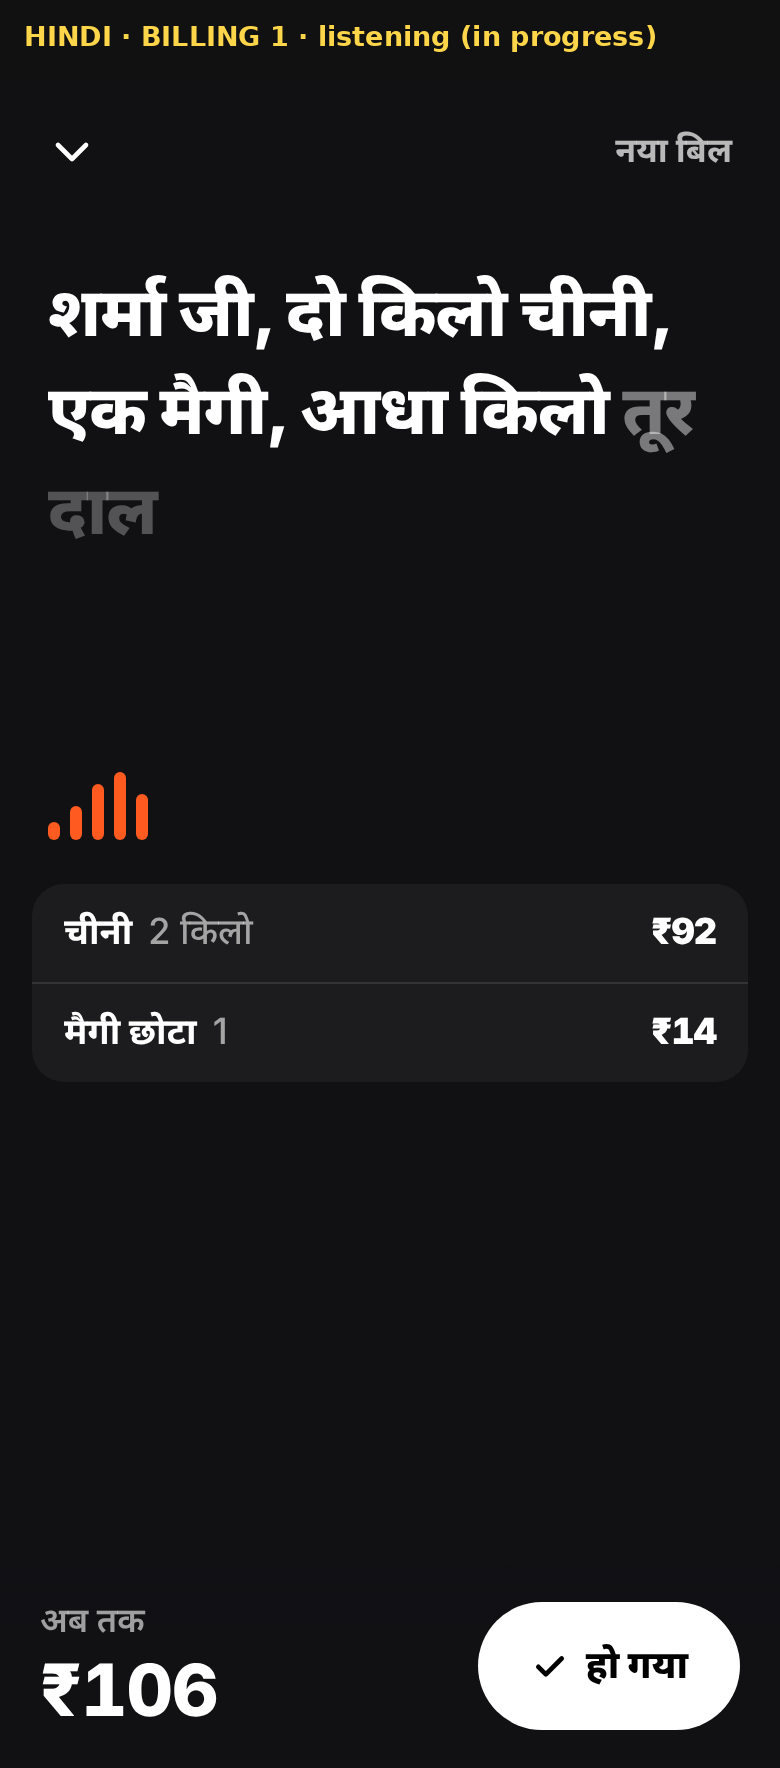 HINDI · BILLING 1 · listening (in progress)
नया बिल
शर्मा जी, दो किलो चीनी,
एक मैगी, आधा किलो तूर
दाल
चीनी 2 किलो ₹92
मैगी छोटा 1 ₹14
अब तक
₹106
हो गया